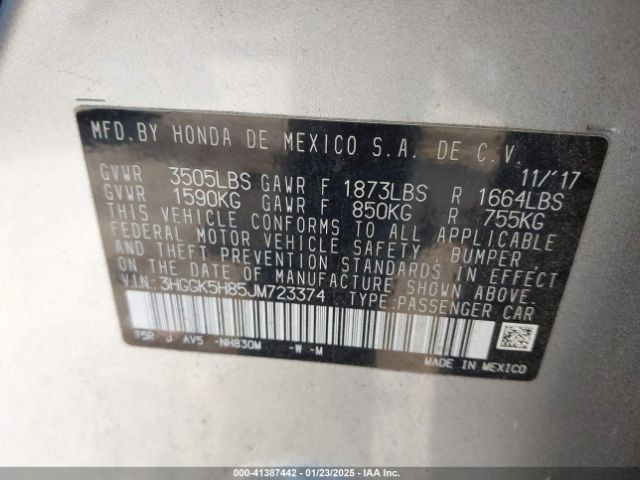 MFD.BY HONDA DE MEXICO S.A. DE C.V. 11/'17
GVWR 3505LBS GAWR F 1873LBS R 1664LBS
GVWR 1590KG GAWR F 850KG R 755KG
THIS VEHICLE CONFORMS TO ALL APPLICABLE
FEDERAL MOTOR VEHICLE SAFETY, BUMPER
AND THEFT PREVENTION STANDARDS IN EFFECT
ON THE DATE OF MANUFACTURE SHOWN ABOVE.
V.I.N: 3HGGK5H85JM723374 TYPE:PASSENGER CAR
T5R J AV5 -NH830M -W -M
MADE IN MEXICO
000-41387442 - 01/23/2025 - IAA Inc.